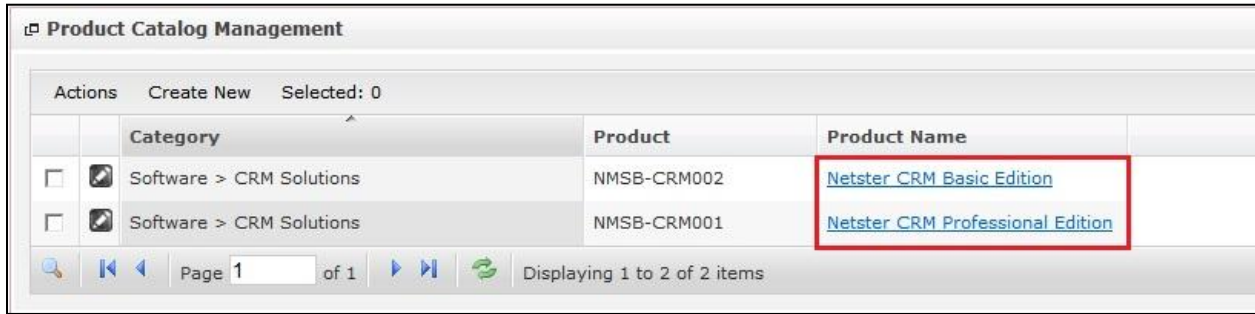 Product Catalog Management
Actions Create New Selected: 0
Category Product Product Name
Software > CRM Solutions NMSB-CRM002 Netster CRM Basic Edition
Software > CRM Solutions NMSB-CRM001 Netster CRM Professional Edition
Page 1 of 1 Displaying 1 to 2 of 2 items